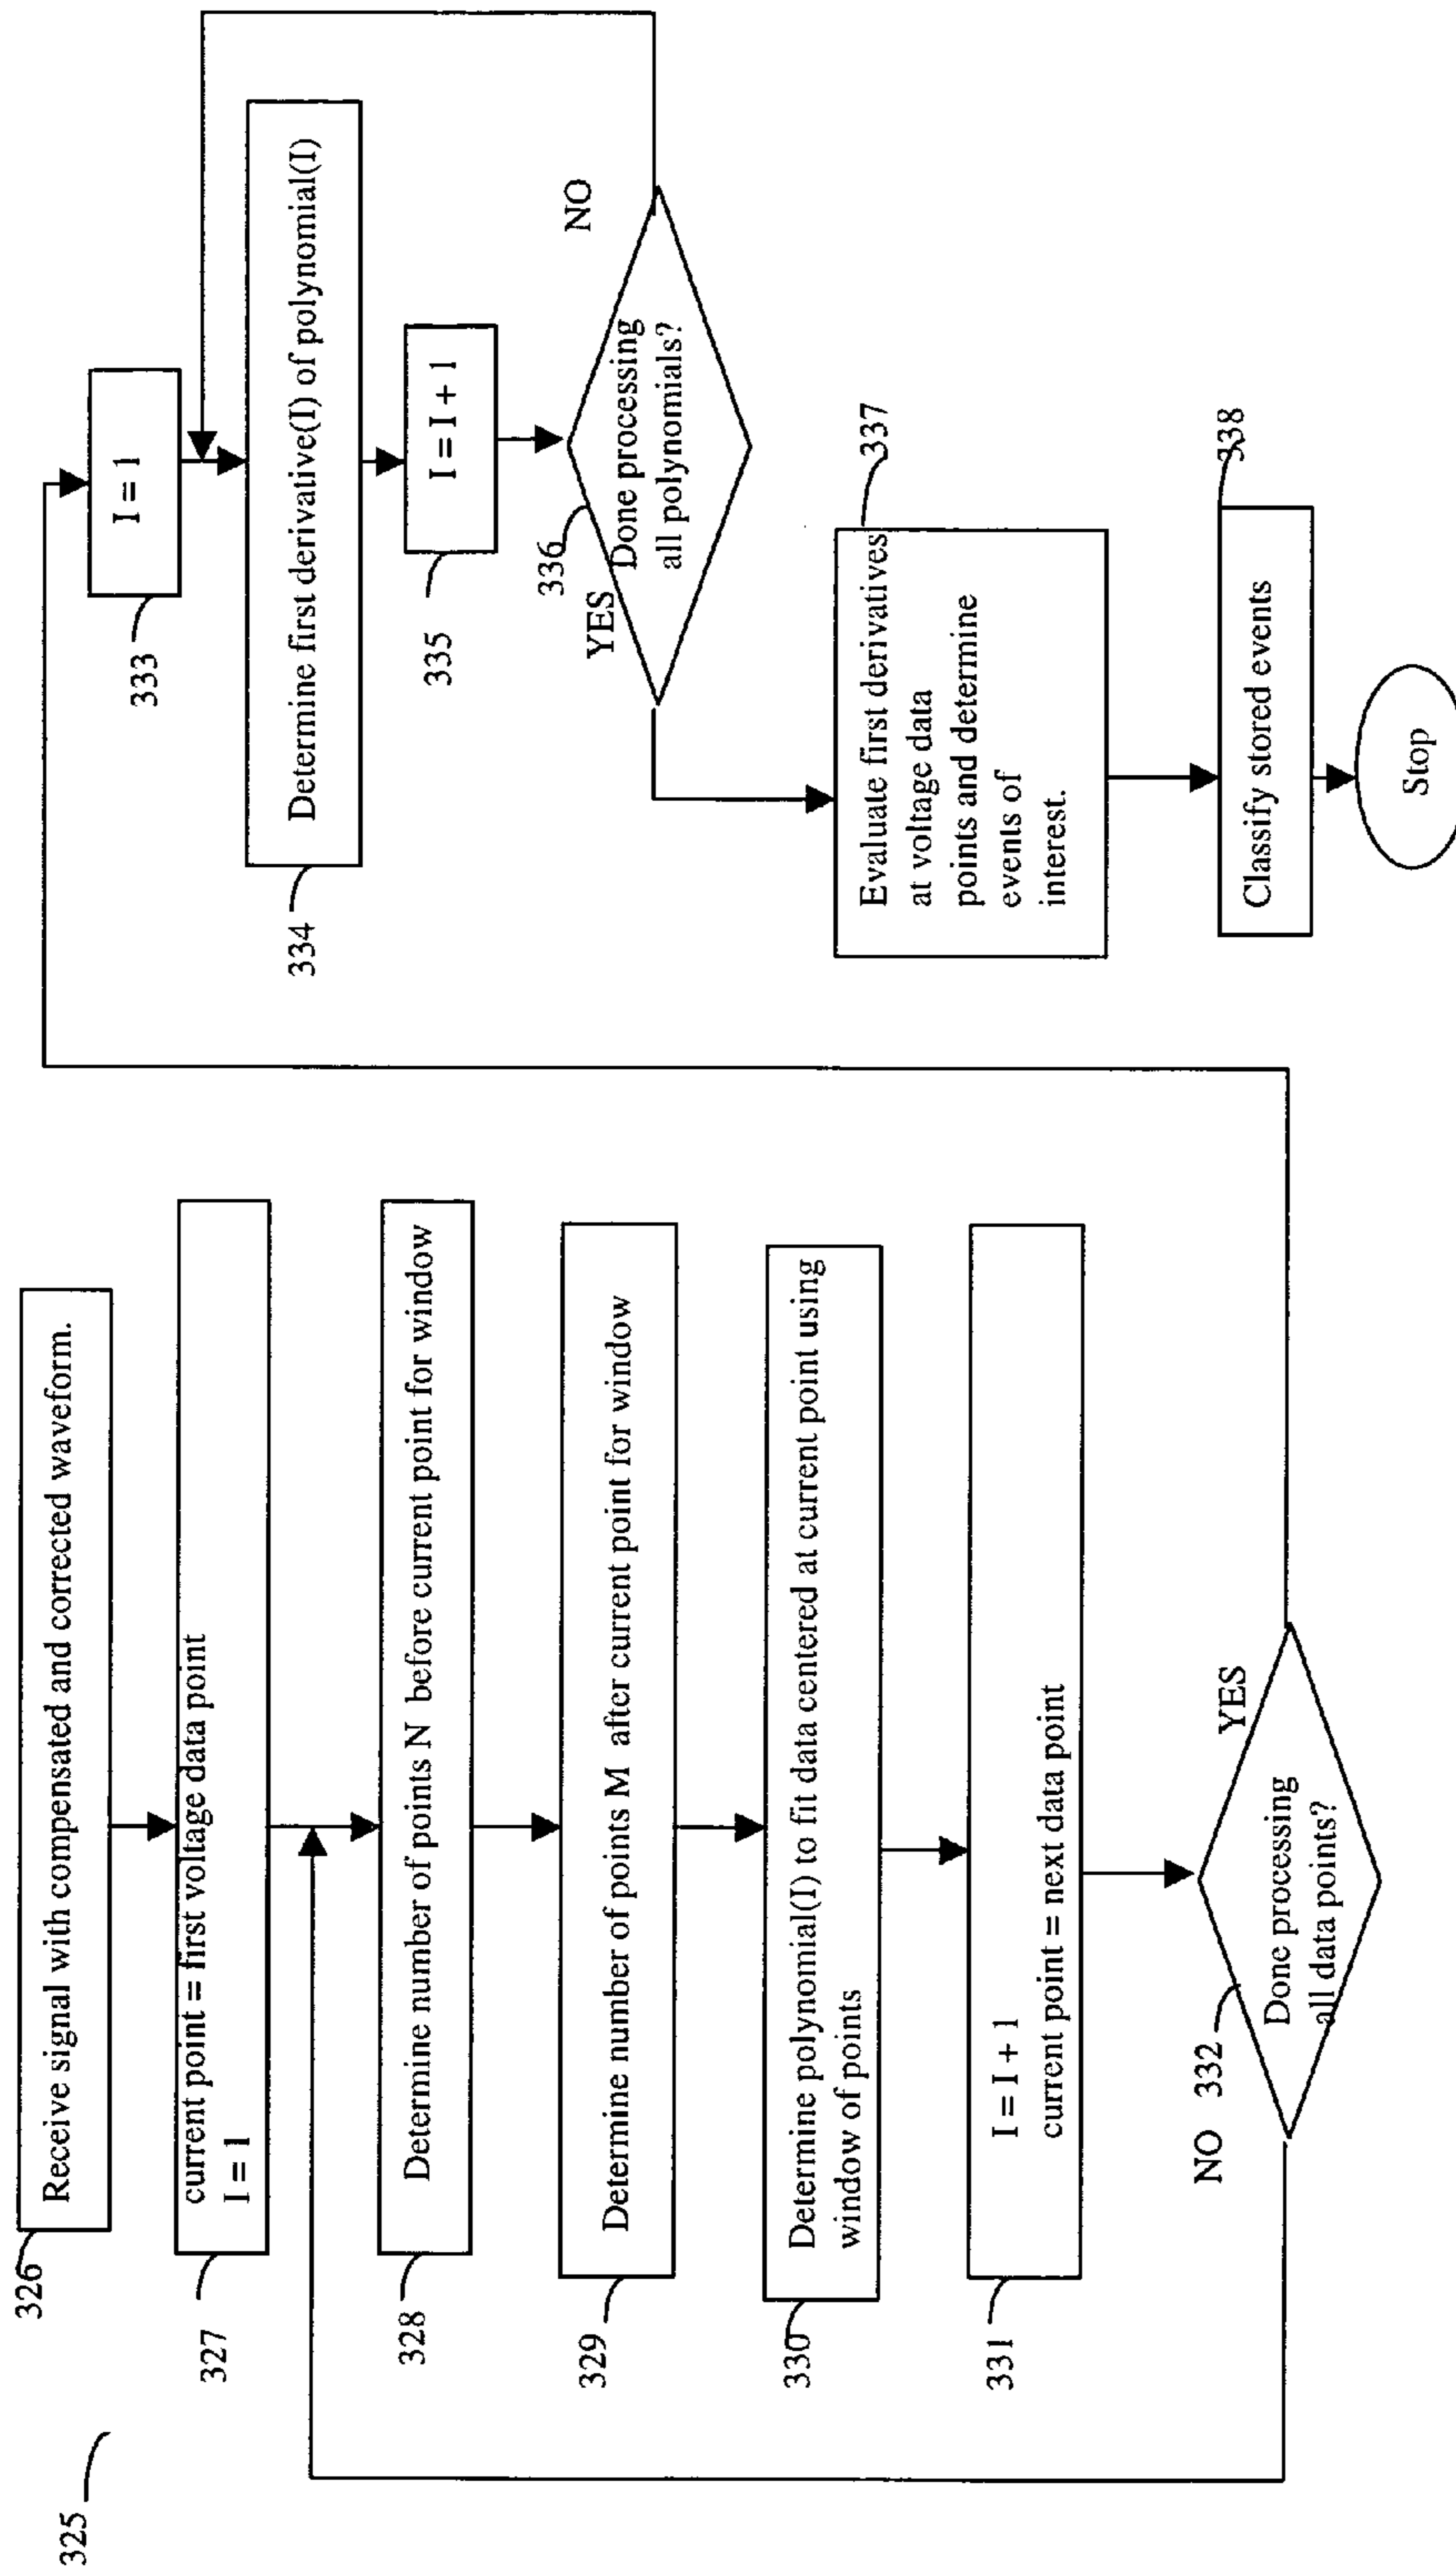 325
326
Receive signal with compensated and corrected waveform.
327
current point = first voltage data point
I = 1
328
Determine number of points N before current point for window
329
Determine number of points M after current point for window
330
Determine polynomial(I) to fit data centered at current point using
window of points
331
I = I + 1
current point = next data point
NO 332
Done processing
all data points?
YES
333
I = 1
334
Determine first derivative(I) of polynomial(I)
335
I = I + 1
336
Done processing
all polynomials?
YES
NO
337
Evaluate first derivatives
at voltage data
points and determine
events of
interest.
338
Classify stored events
Stop